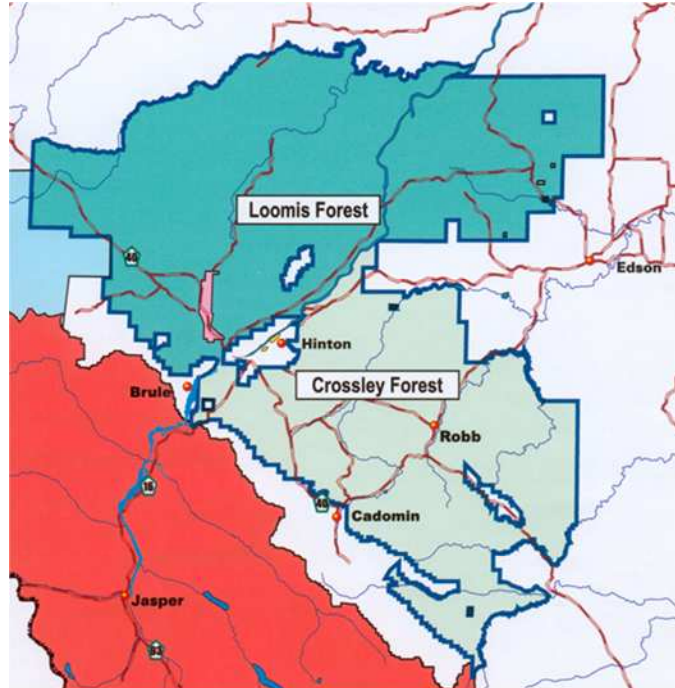 Loomis Forest
40
Edson
Hinton
Brule
Crossley Forest
Robb
16
40
Cadomin
Jasper
93